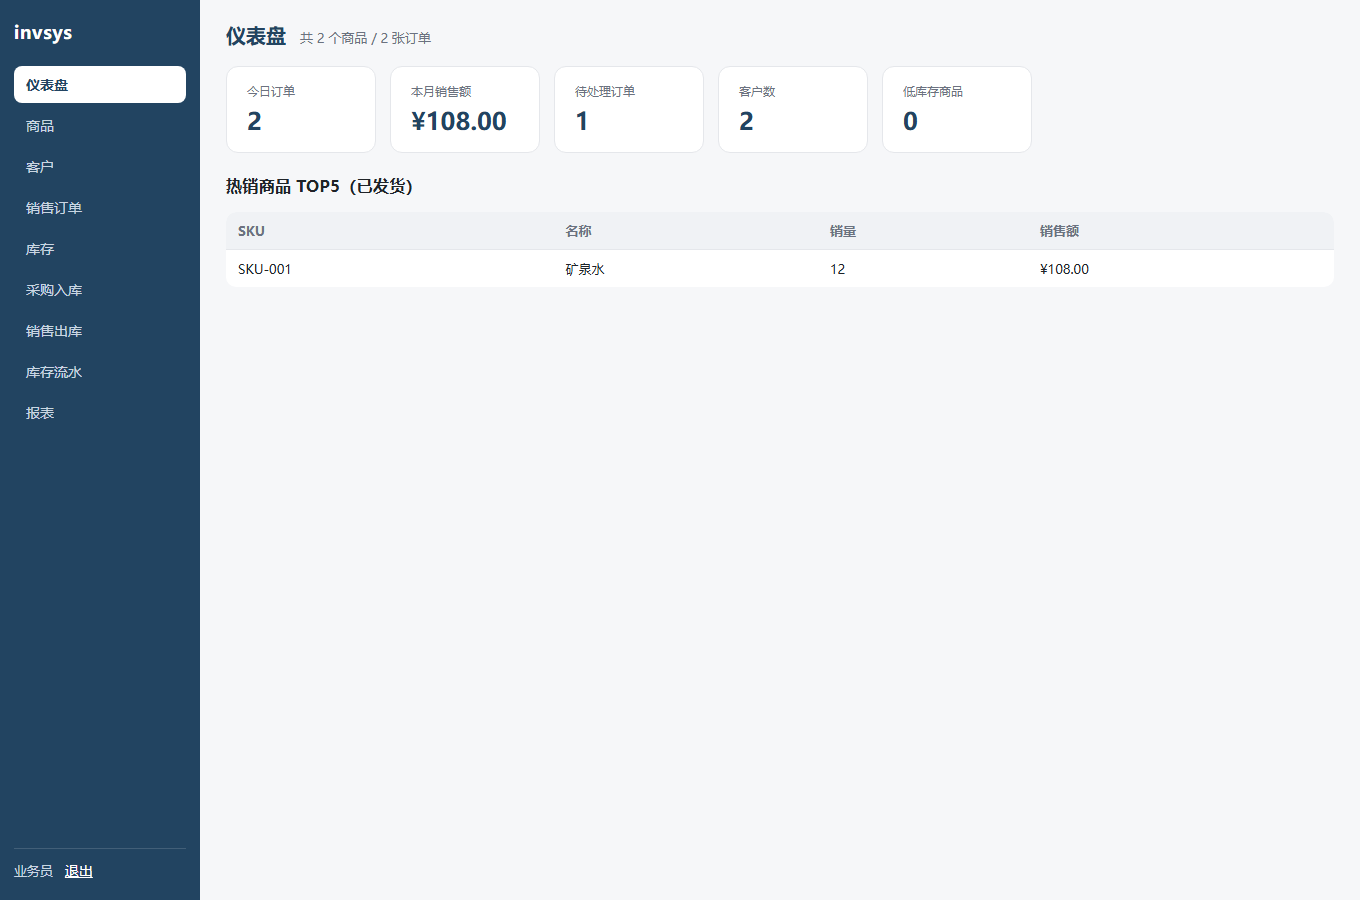 invsys
仪表盘
商品
客户
销售订单
库存
采购入库
销售出库
库存流水
报表
业务员 退出
仪表盘 共 2 个商品 / 2 张订单
今日订单
2
本月销售额
¥108.00
待处理订单
1
客户数
2
低库存商品
0
热销商品 TOP5（已发货）
SKU 名称 销量 销售额
SKU-001 矿泉水 12 ¥108.00